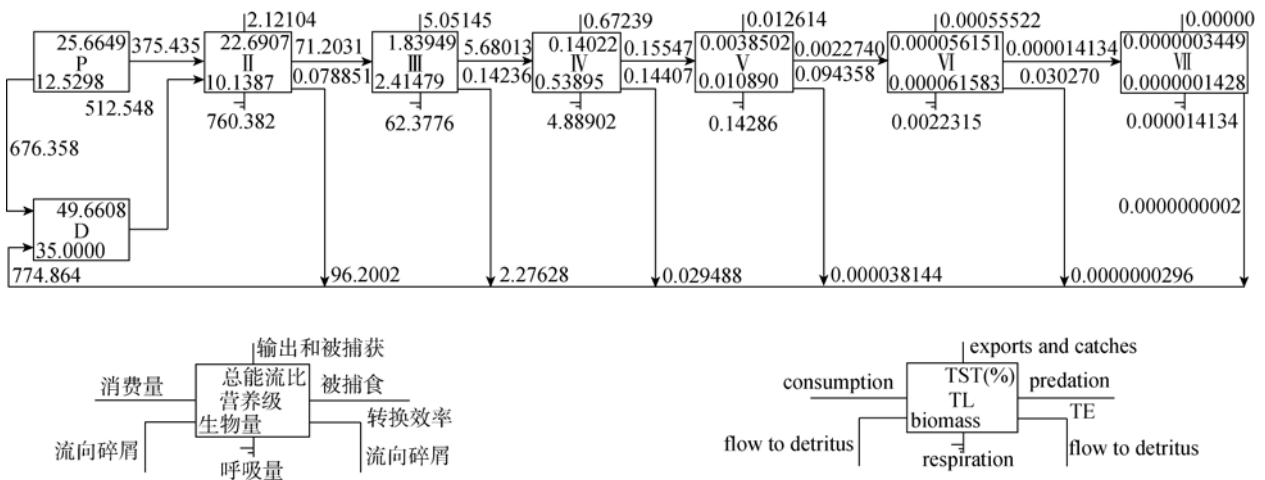 2.12104 5.05145 0.67239 0.012614 0.00055522 0.00000
25.6649 375.435 22.6907 71.2031 1.83949 5.68013 0.14022 0.15547 0.0038502 0.0022740 0.000056151 0.000014134 0.0000003449
P Ⅱ Ⅲ Ⅳ Ⅴ Ⅵ Ⅶ
12.5298 10.1387 0.078851 2.41479 0.14236 0.53895 0.14407 0.010890 0.094358 0.000061583 0.030270 0.0000001428
512.548 760.382 62.3776 4.88902 0.14286 0.0022315 0.000014134
676.358
49.6608 0.0000000002
D
35.0000
774.864 96.2002 2.27628 0.029488 0.000038144 0.0000000296
输出和被捕获
消费量 总能流比 被捕食
营养级
生物量 转换效率
流向碎屑 流向碎屑
呼吸量
exports and catches
consumption TST(%) predation
TL
biomass TE
flow to detritus flow to detritus
respiration